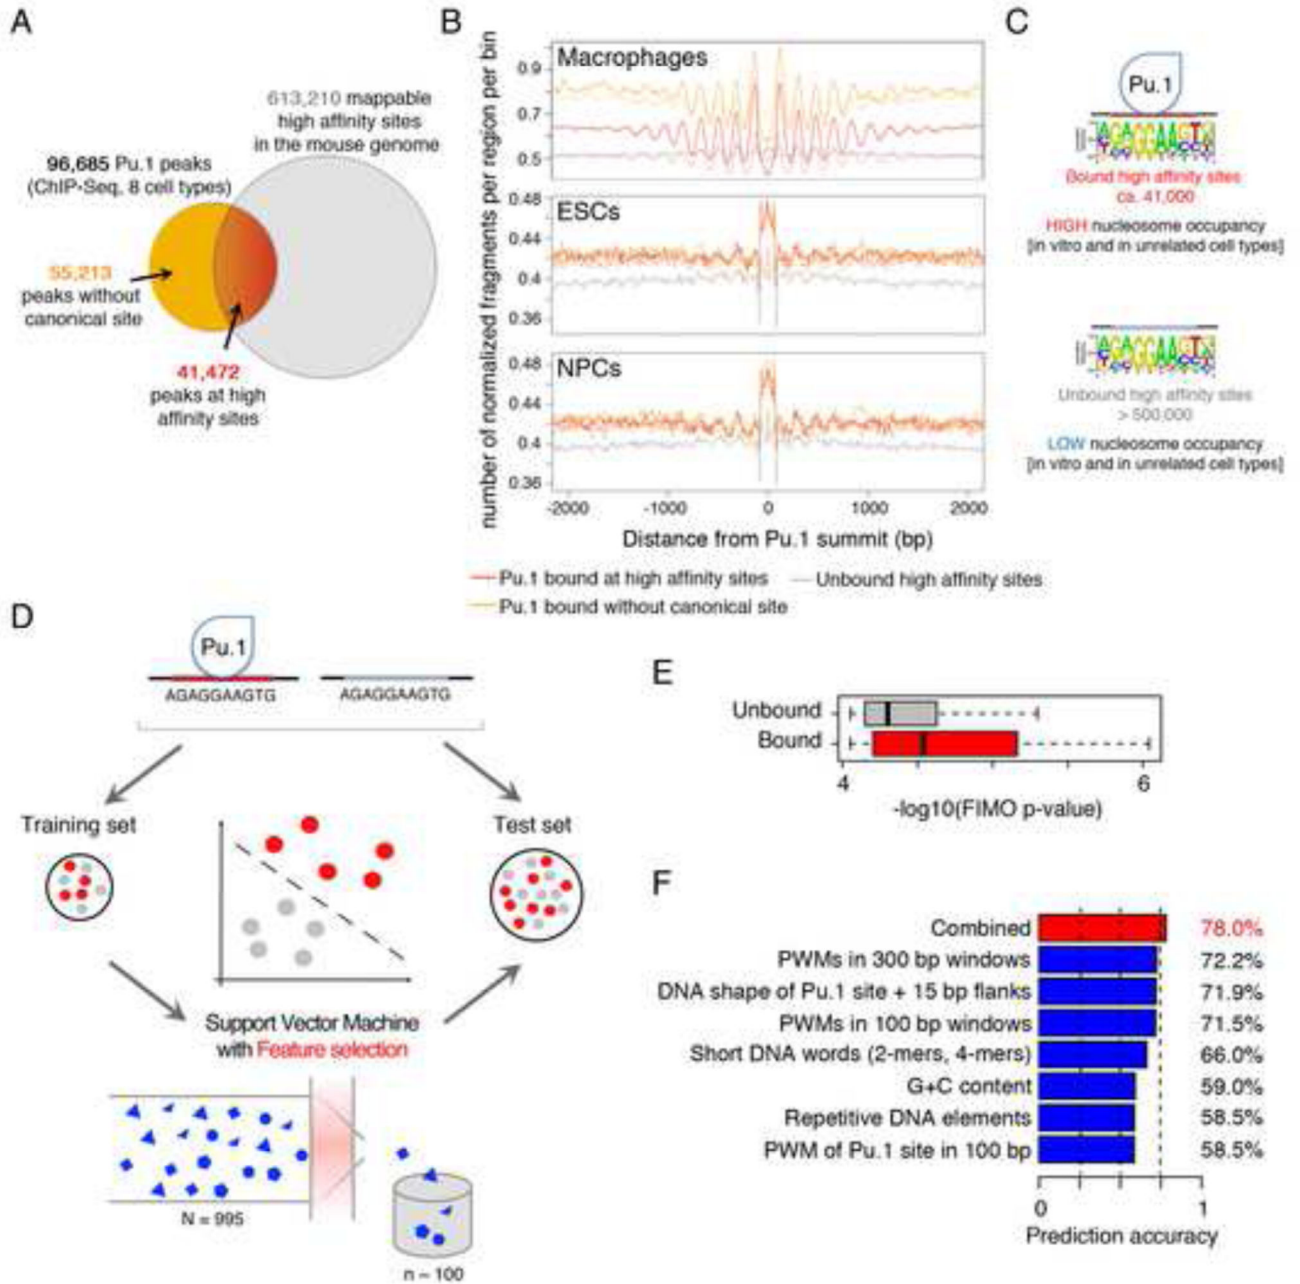 A
613,210 mappable
high affinity sites
in the mouse genome
96,685 Pu.1 peaks
(ChIP-Seq, 8 cell types)
55,213
peaks without
canonical site
41,472
peaks at high
affinity sites
B
number of normalized fragments per region per bin
Macrophages
0.9
0.7
0.5
ESCs
0.48
0.44
0.4
0.36
NPCs
0.48
0.44
0.4
0.36
-2000 -1000 0 1000 2000
Distance from Pu.1 summit (bp)
Pu.1 bound at high affinity sites
Unbound high affinity sites
Pu.1 bound without canonical site
C
Pu.1
Bound high affinity sites
ca. 41,000
HIGH nucleosome occupancy
[in vitro and in unrelated cell types]
Unbound high affinity sites
> 500,000
LOW nucleosome occupancy
[in vitro and in unrelated cell types]
D
Pu.1
AGAGGAAGTG AGAGGAAGTG
Training set
Test set
Support Vector Machine
with Feature selection
N = 995
n ~ 100
E
Unbound
Bound
4 6
-log10(FIMO p-value)
F
Combined 78.0%
PWMs in 300 bp windows 72.2%
DNA shape of Pu.1 site + 15 bp flanks 71.9%
PWMs in 100 bp windows 71.5%
Short DNA words (2-mers, 4-mers) 66.0%
G+C content 59.0%
Repetitive DNA elements 58.5%
PWM of Pu.1 site in 100 bp 58.5%
0 1
Prediction accuracy